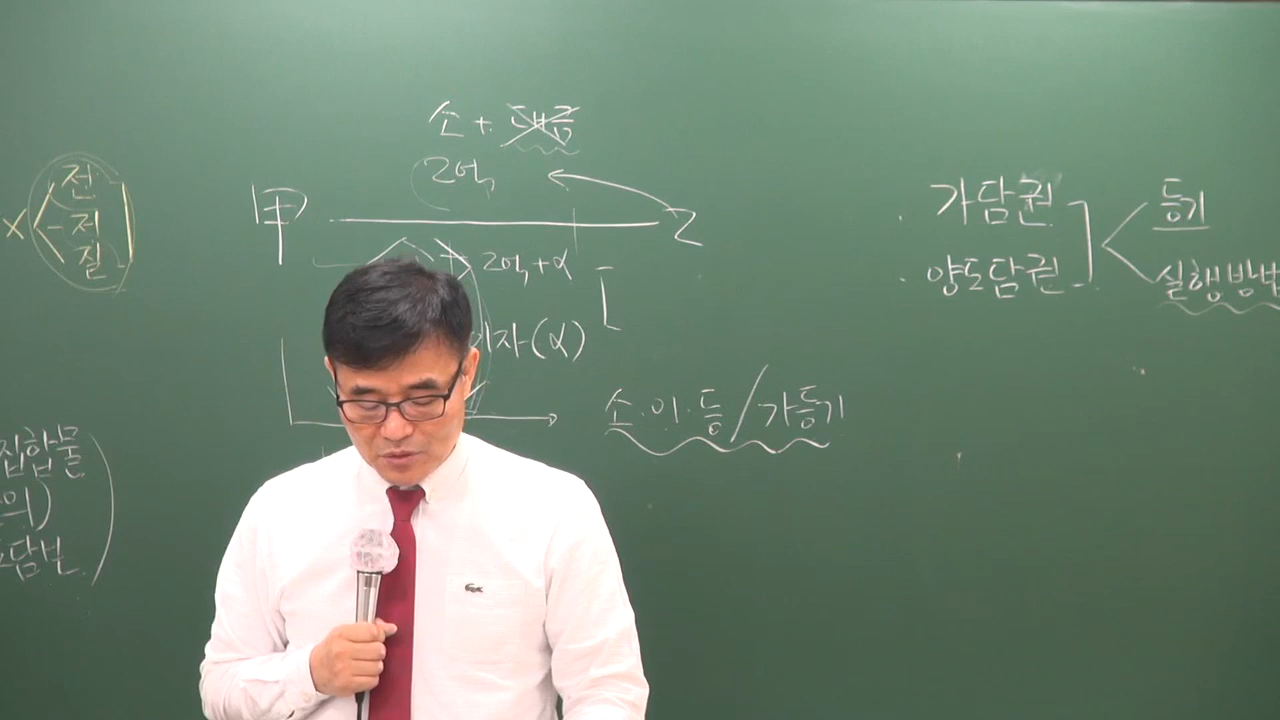 소 + 대금
2억
甲 乙
2억+α
이자(α)
소·이·등/가등기
X 전
저
질
집합물
의)
담보
가담권
양도담권
등기
실행방법